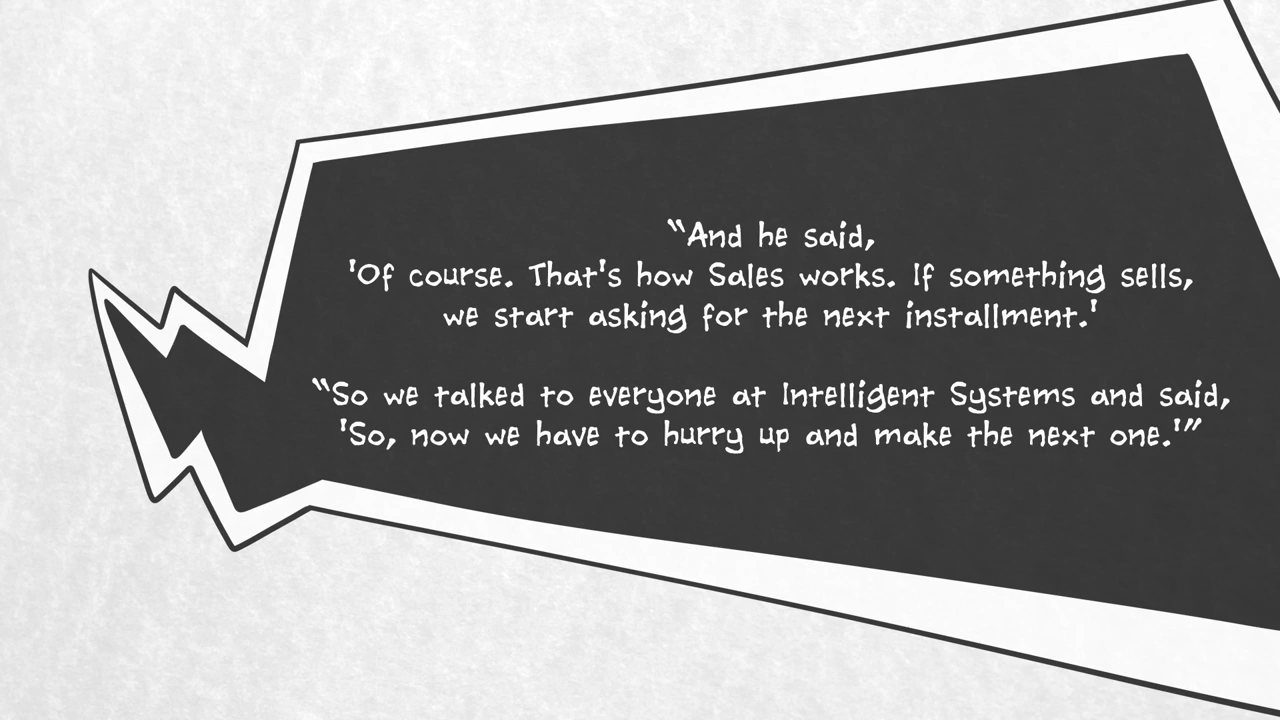 “And he said,
'Of course. That's how Sales works. If something sells,
we start asking for the next installment.'
“So we talked to everyone at Intelligent Systems and said,
'So, now we have to hurry up and make the next one.'”